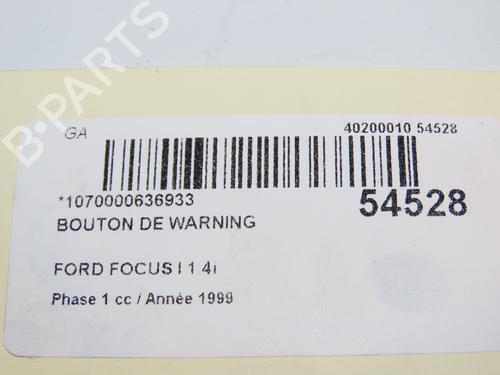 B-PARTS
GA
40200010 54528
*1070000636933
54528
BOUTON DE WARNING
FORD FOCUS I 1.4i
Phase 1 cc / Année 1999